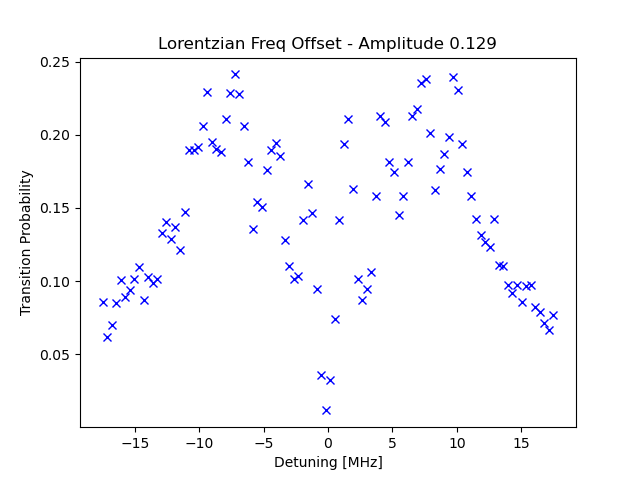 Lorentzian Freq Offset - Amplitude 0.129
0.25
0.20
0.15
0.10
0.05
Transition Probability
−15 −10 −5 0 5 10 15
Detuning [MHz]